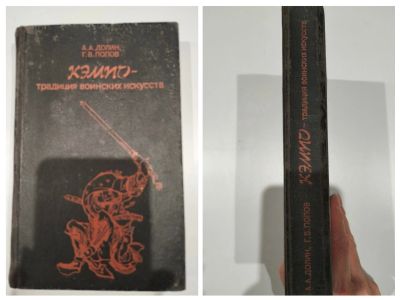 А.А.ДОЛИН,
Г.В.ПОПОВ
КЭМПО-
традиция воинских искусств
А.А.ДОЛИН, Г.В.ПОПОВ КЭМПО- традиция воинских искусств